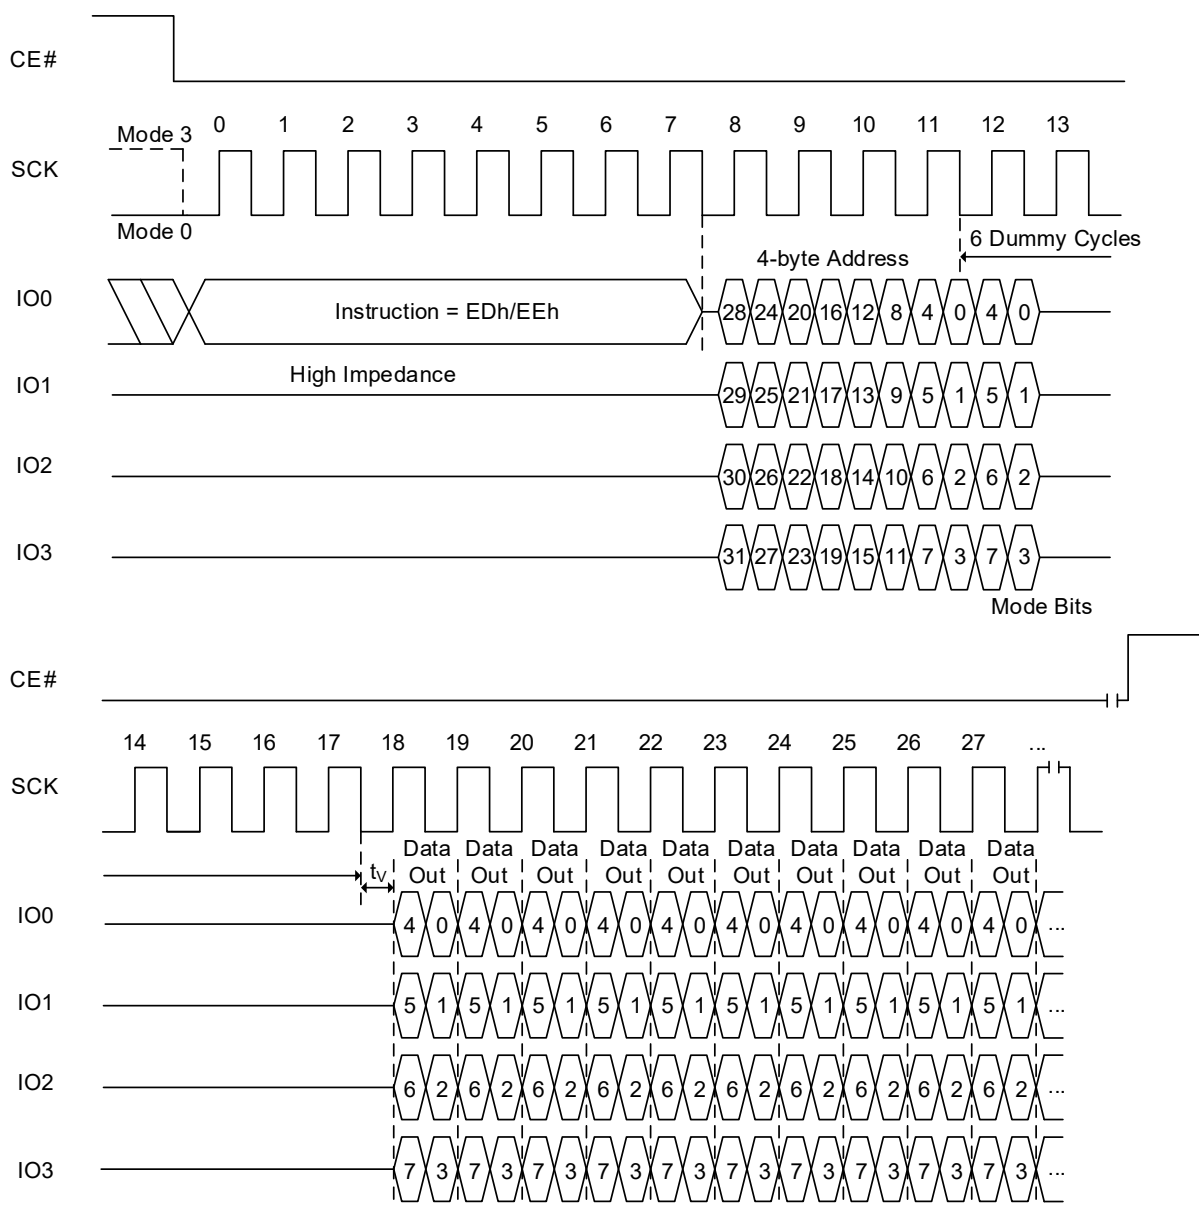 CE#
Mode 3
0 1 2 3 4 5 6 7 8 9 10 11 12 13
SCK
Mode 0
6 Dummy Cycles
4-byte Address
IO0
Instruction = EDh/EEh
28 24 20 16 12 8 4 0 4 0
High Impedance
IO1
29 25 21 17 13 9 5 1 5 1
IO2
30 26 22 18 14 10 6 2 6 2
IO3
31 27 23 19 15 11 7 3 7 3
Mode Bits
CE#
14 15 16 17 18 19 20 21 22 23 24 25 26 27 ...
SCK
Data Data Data Data Data Data Data Data Data Data
tV Out Out Out Out Out Out Out Out Out Out
IO0
4 0 4 0 4 0 4 0 4 0 4 0 4 0 4 0 4 0 4 0 ...
IO1
5 1 5 1 5 1 5 1 5 1 5 1 5 1 5 1 5 1 5 1 ...
IO2
6 2 6 2 6 2 6 2 6 2 6 2 6 2 6 2 6 2 6 2 ...
IO3
7 3 7 3 7 3 7 3 7 3 7 3 7 3 7 3 7 3 7 3 ...